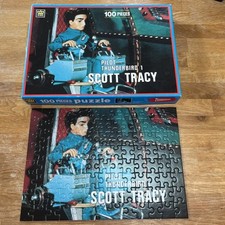 100 PIECES
PILOT
THUNDERBIRD 1
SCOTT TRACY
100 PIECES puzzle
PILOT
THUNDERBIRD 1
SCOTT TRACY